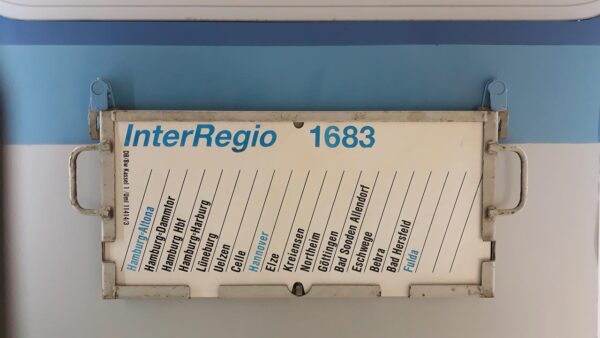 InterRegio 1683
Hamburg-Altona
Hamburg-Dammtor
Hamburg Hbf
Hamburg-Harburg
Lüneburg
Uelzen
Celle
Hannover
Elze
Kreiensen
Northeim
Göttingen
Bad Sooden Allendorf
Eschwege
Bebra
Bad Hersfeld
Fulda